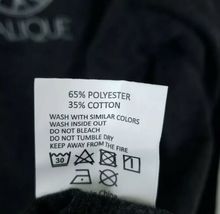 ALIQUE
65% POLYESTER
35% COTTON
WASH WITH SIMILAR COLORS
WASH INSIDE OUT
DO NOT BLEACH
DO NOT TUMBLE DRY
KEEP AWAY FROM FIRE
30